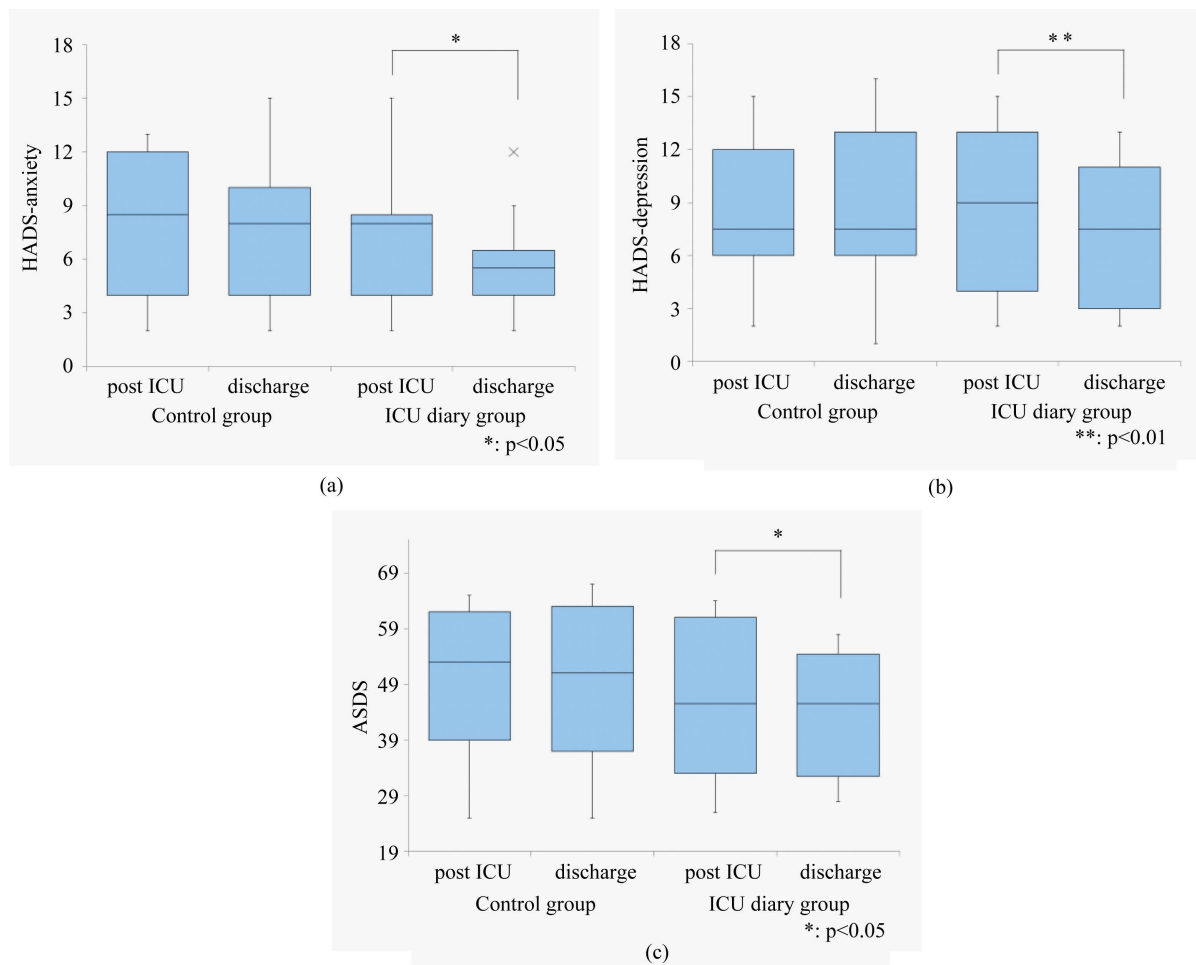 18
15
12
9
6
3
0
HADS-anxiety
*
post ICU discharge post ICU discharge
Control group ICU diary group
*: p<0.05
(a)
18
15
12
9
6
3
0
HADS-depression
**
post ICU discharge post ICU discharge
Control group ICU diary group
**: p<0.01
(b)
69
59
49
39
29
19
ASDS
*
post ICU discharge post ICU discharge
Control group ICU diary group
*: p<0.05
(c)